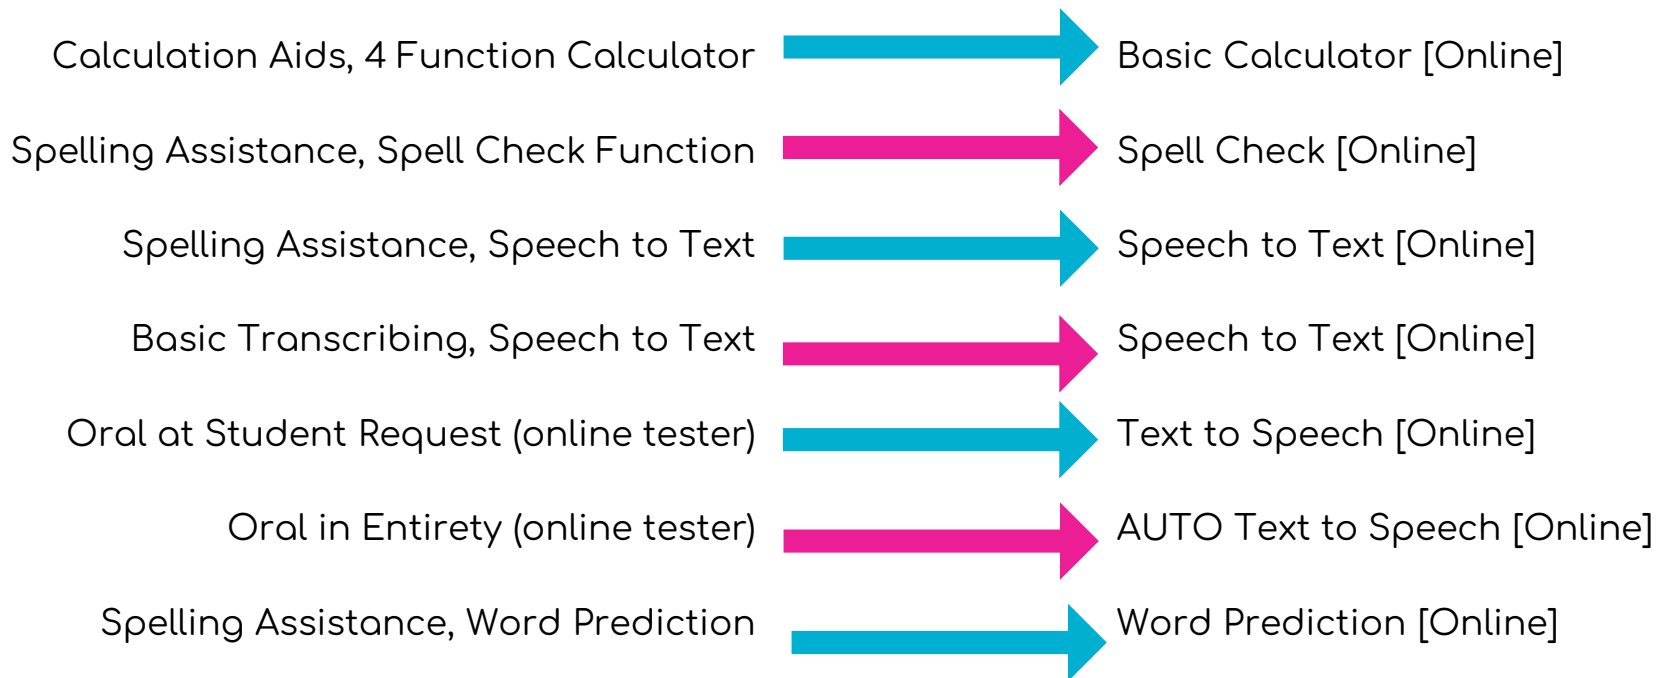 Calculation Aids, 4 Function Calculator Basic Calculator [Online]
Spelling Assistance, Spell Check Function Spell Check [Online]
Spelling Assistance, Speech to Text Speech to Text [Online]
Basic Transcribing, Speech to Text Speech to Text [Online]
Oral at Student Request (online tester) Text to Speech [Online]
Oral in Entirety (online tester) AUTO Text to Speech [Online]
Spelling Assistance, Word Prediction Word Prediction [Online]